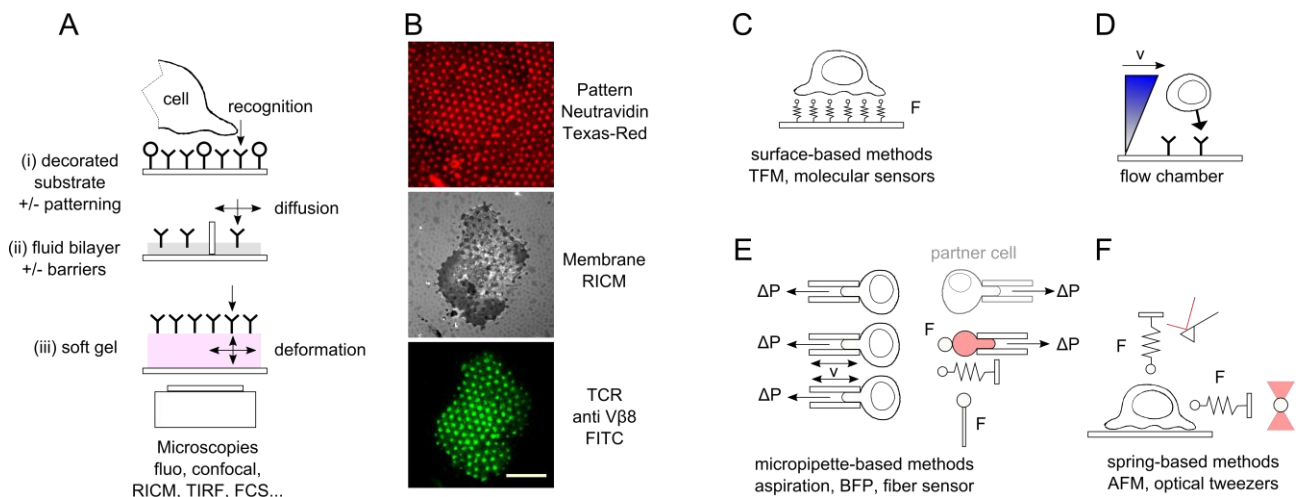 A
cell
recognition
(i) decorated
substrate
+/- patterning
diffusion
(ii) fluid bilayer
+/- barriers
(iii) soft gel
deformation
Microscopies
fluo, confocal,
RICM, TIRF, FCS...
B
Pattern
Neutravidin
Texas-Red
Membrane
RICM
TCR
anti Vβ8
FITC
C
F
surface-based methods
TFM, molecular sensors
D
v
flow chamber
E
partner cell
ΔP
ΔP
ΔP
F
ΔP
v
ΔP
F
micropipette-based methods
aspiration, BFP, fiber sensor
F
F
F
spring-based methods
AFM, optical tweezers